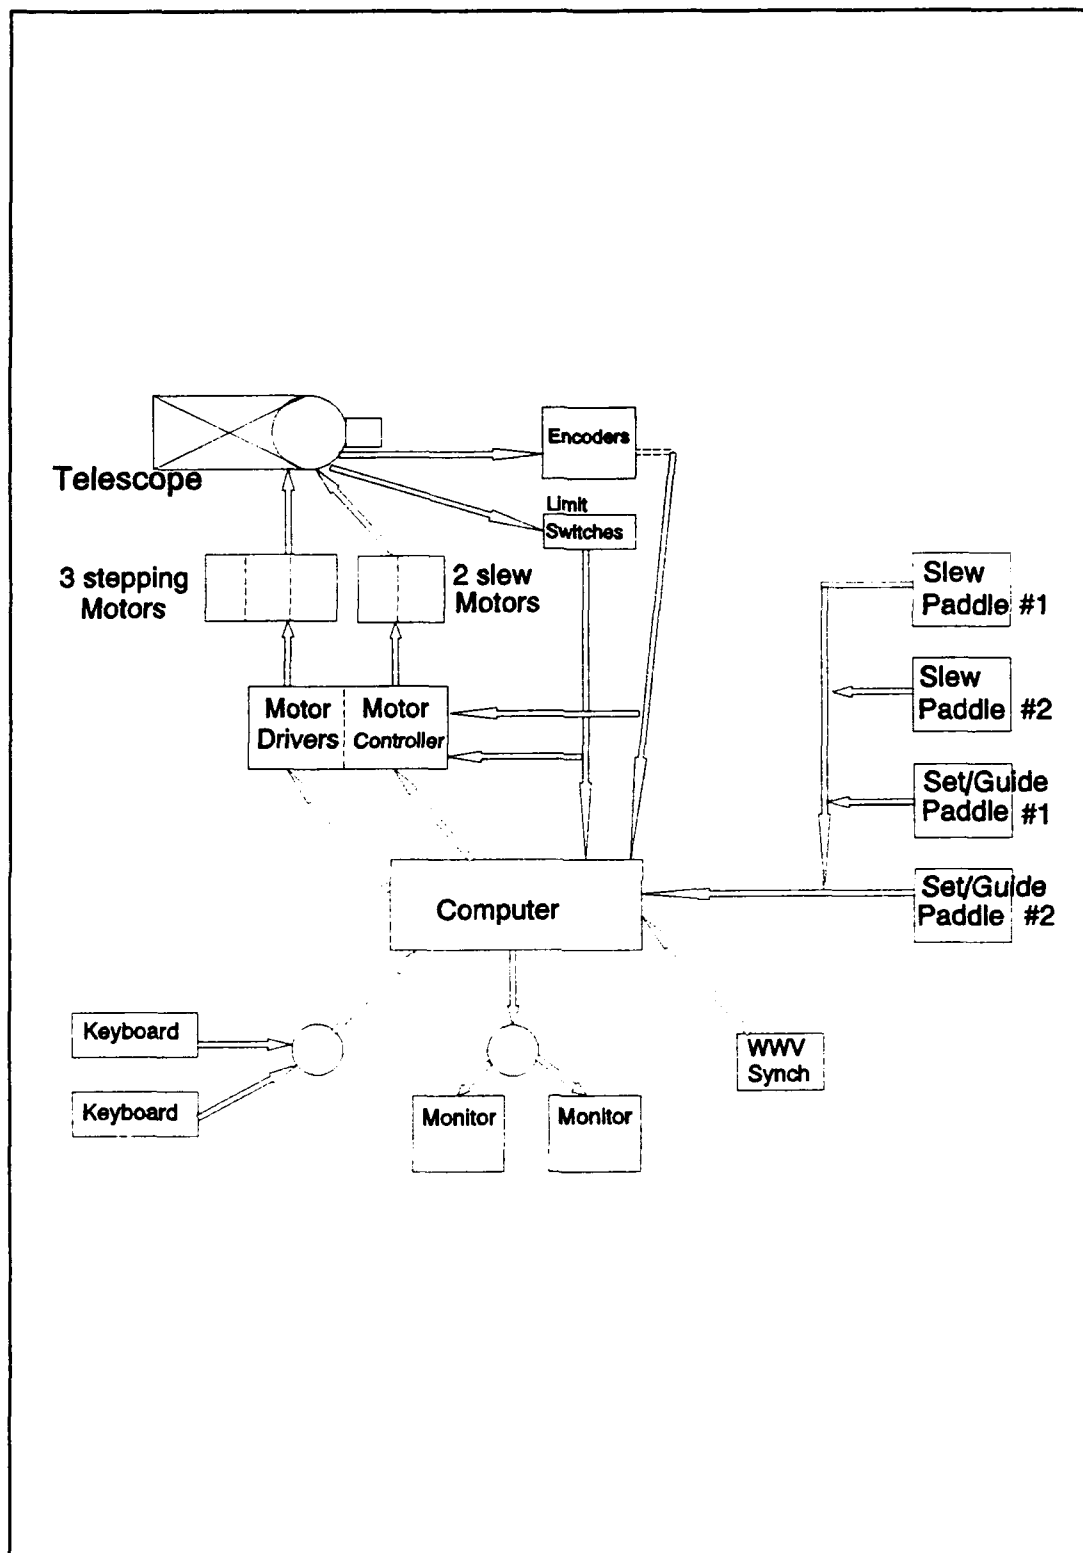 Telescope
Encoders
Limit
Switches
3 stepping
Motors
2 slew
Motors
Slew
Paddle #1
Slew
Paddle #2
Motor
Drivers
Motor
Controller
Set/Guide
Paddle #1
Set/Guide
Paddle #2
Computer
Keyboard
Keyboard
WWV
Synch
Monitor
Monitor